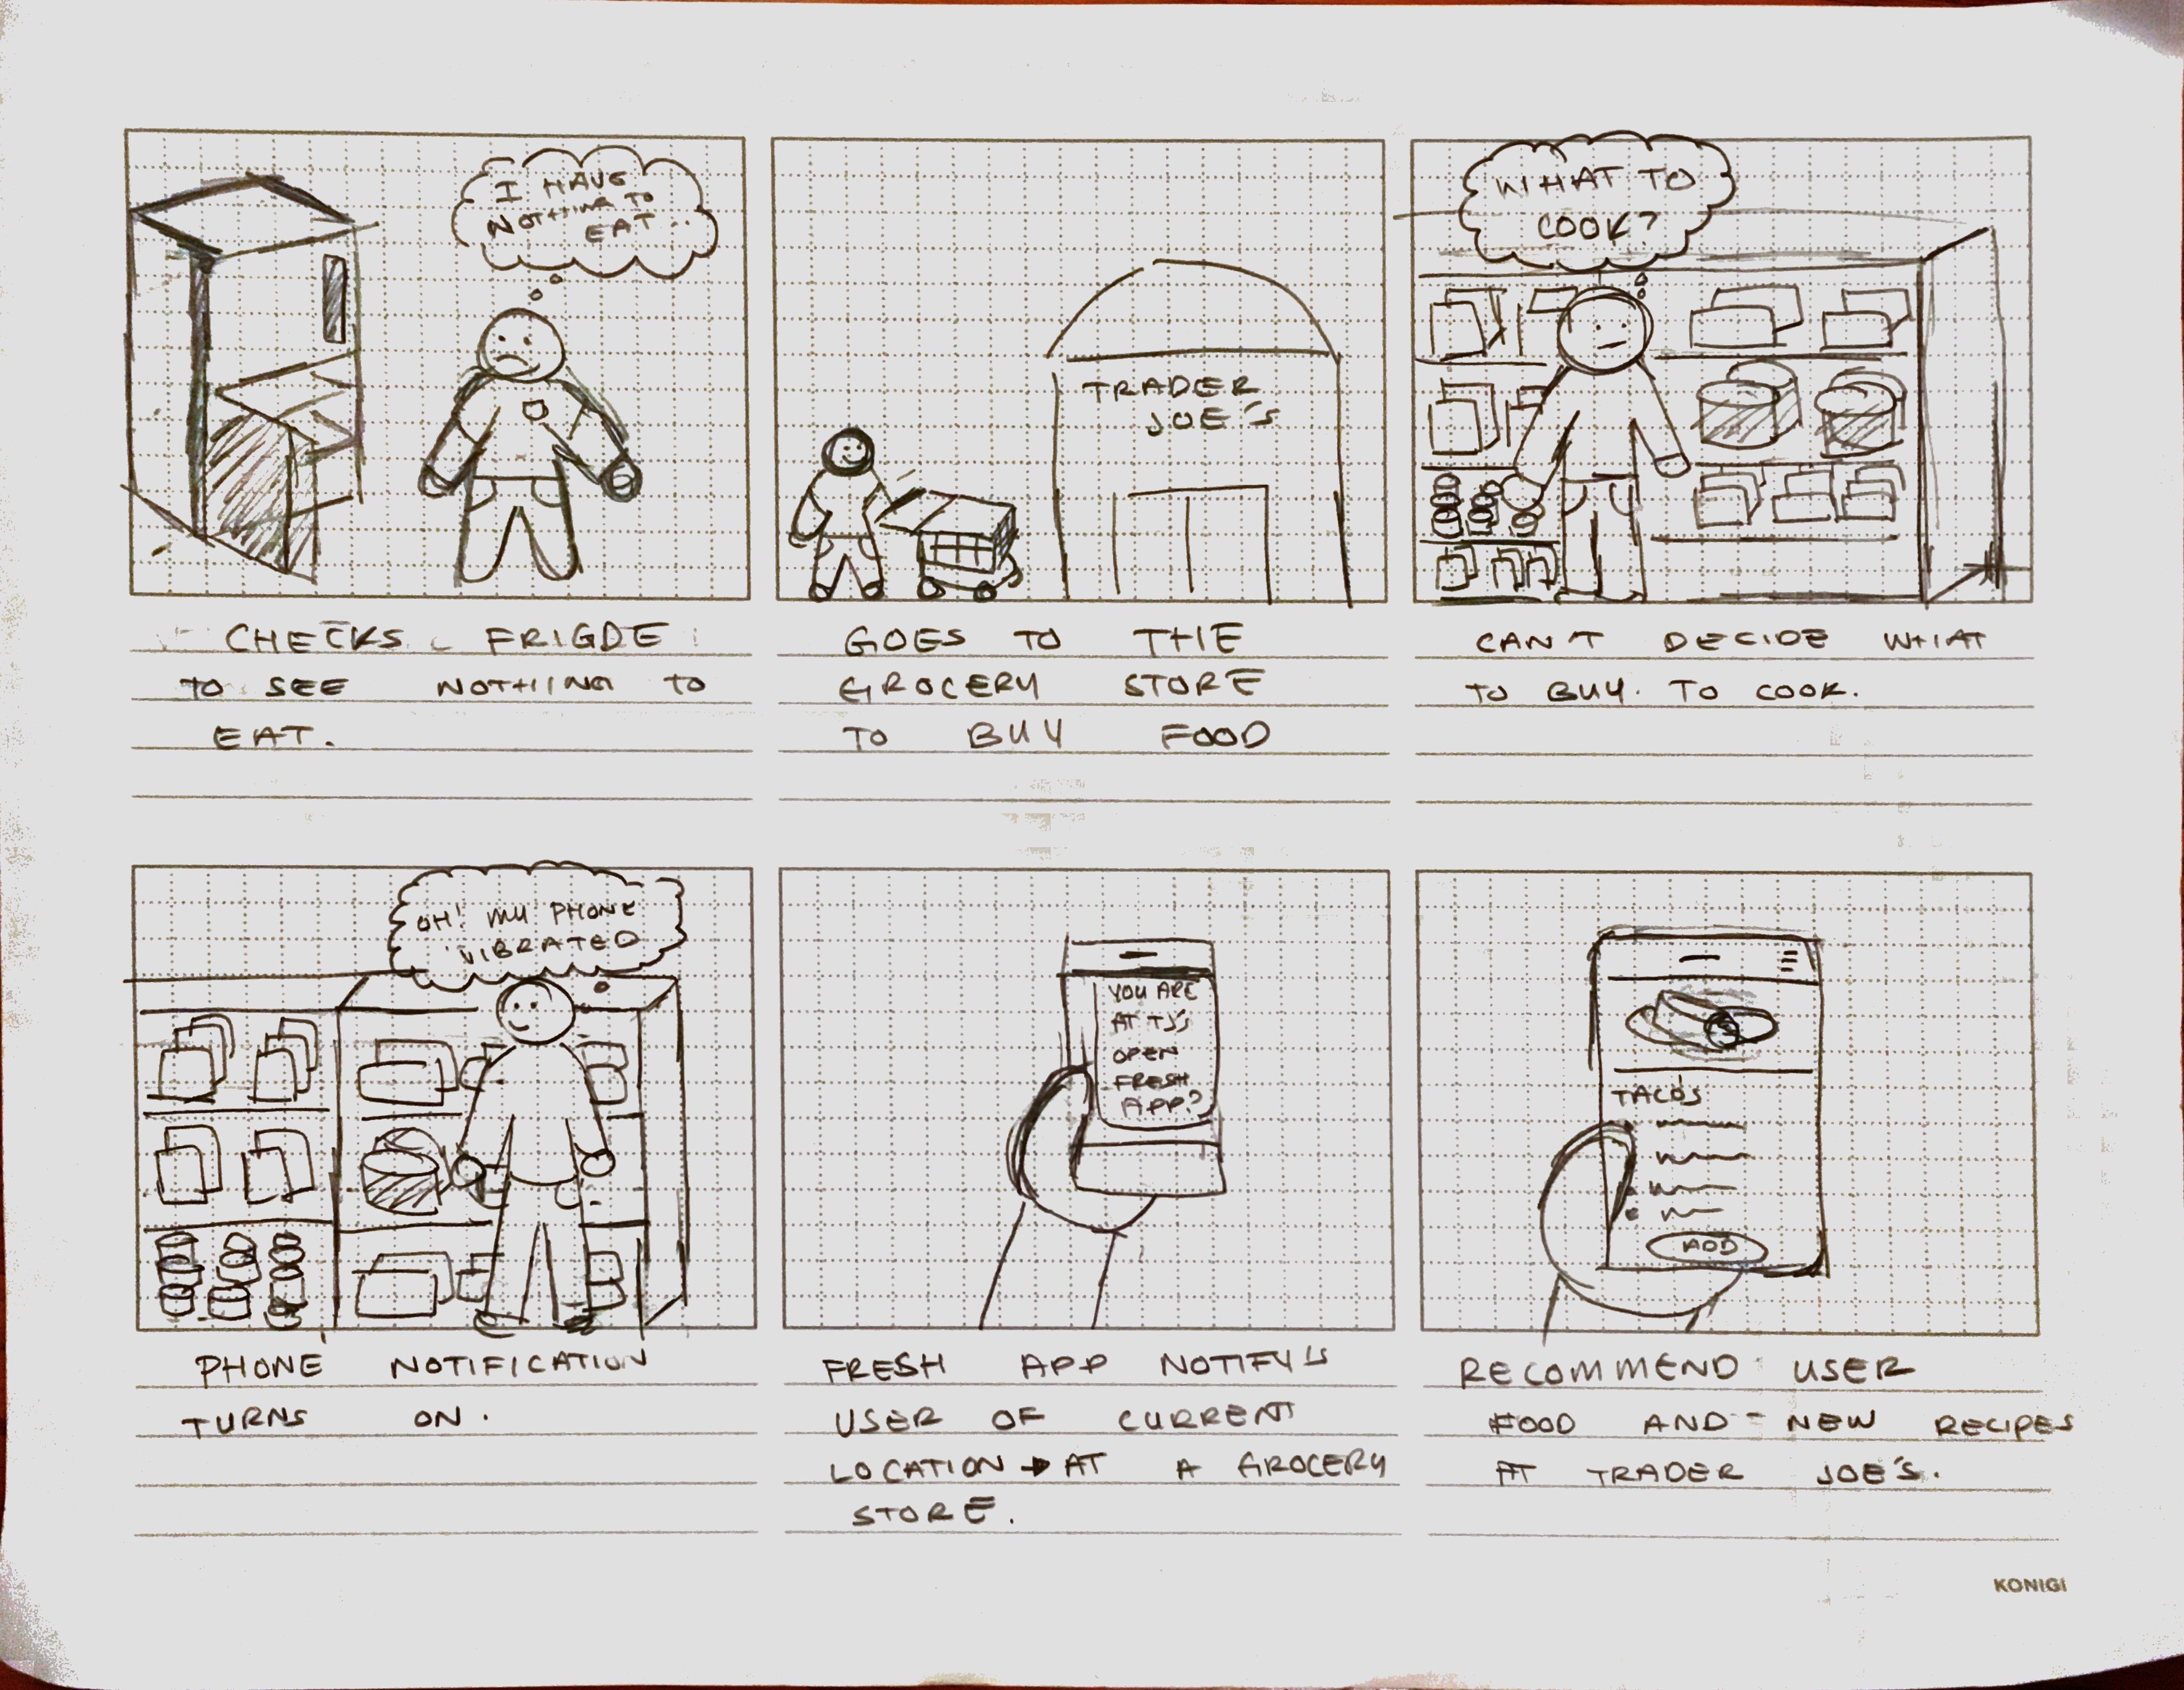 I HAVE
NOTHING TO
EAT..
CHECKS FRIGDE
TO SEE NOTHING TO
EAT.
TRADER
JOE'S
GOES TO THE
GROCERY STORE
TO BUY FOOD
WHAT TO
COOK?
CAN'T DECIDE WHAT
TO BUY. TO COOK.
OH! MY PHONE
VIBRATED
PHONE NOTIFICATION
TURNS ON.
YOU ARE
AT TJ'S
OPEN
FRESH
APP?
FRESH APP NOTIFY'S
USER OF CURRENT
LOCATION → AT A GROCERY
STORE.
TACOS
ADD
RECOMMEND USER
FOOD AND - NEW RECIPES
AT TRADER JOE'S.
KONIGI